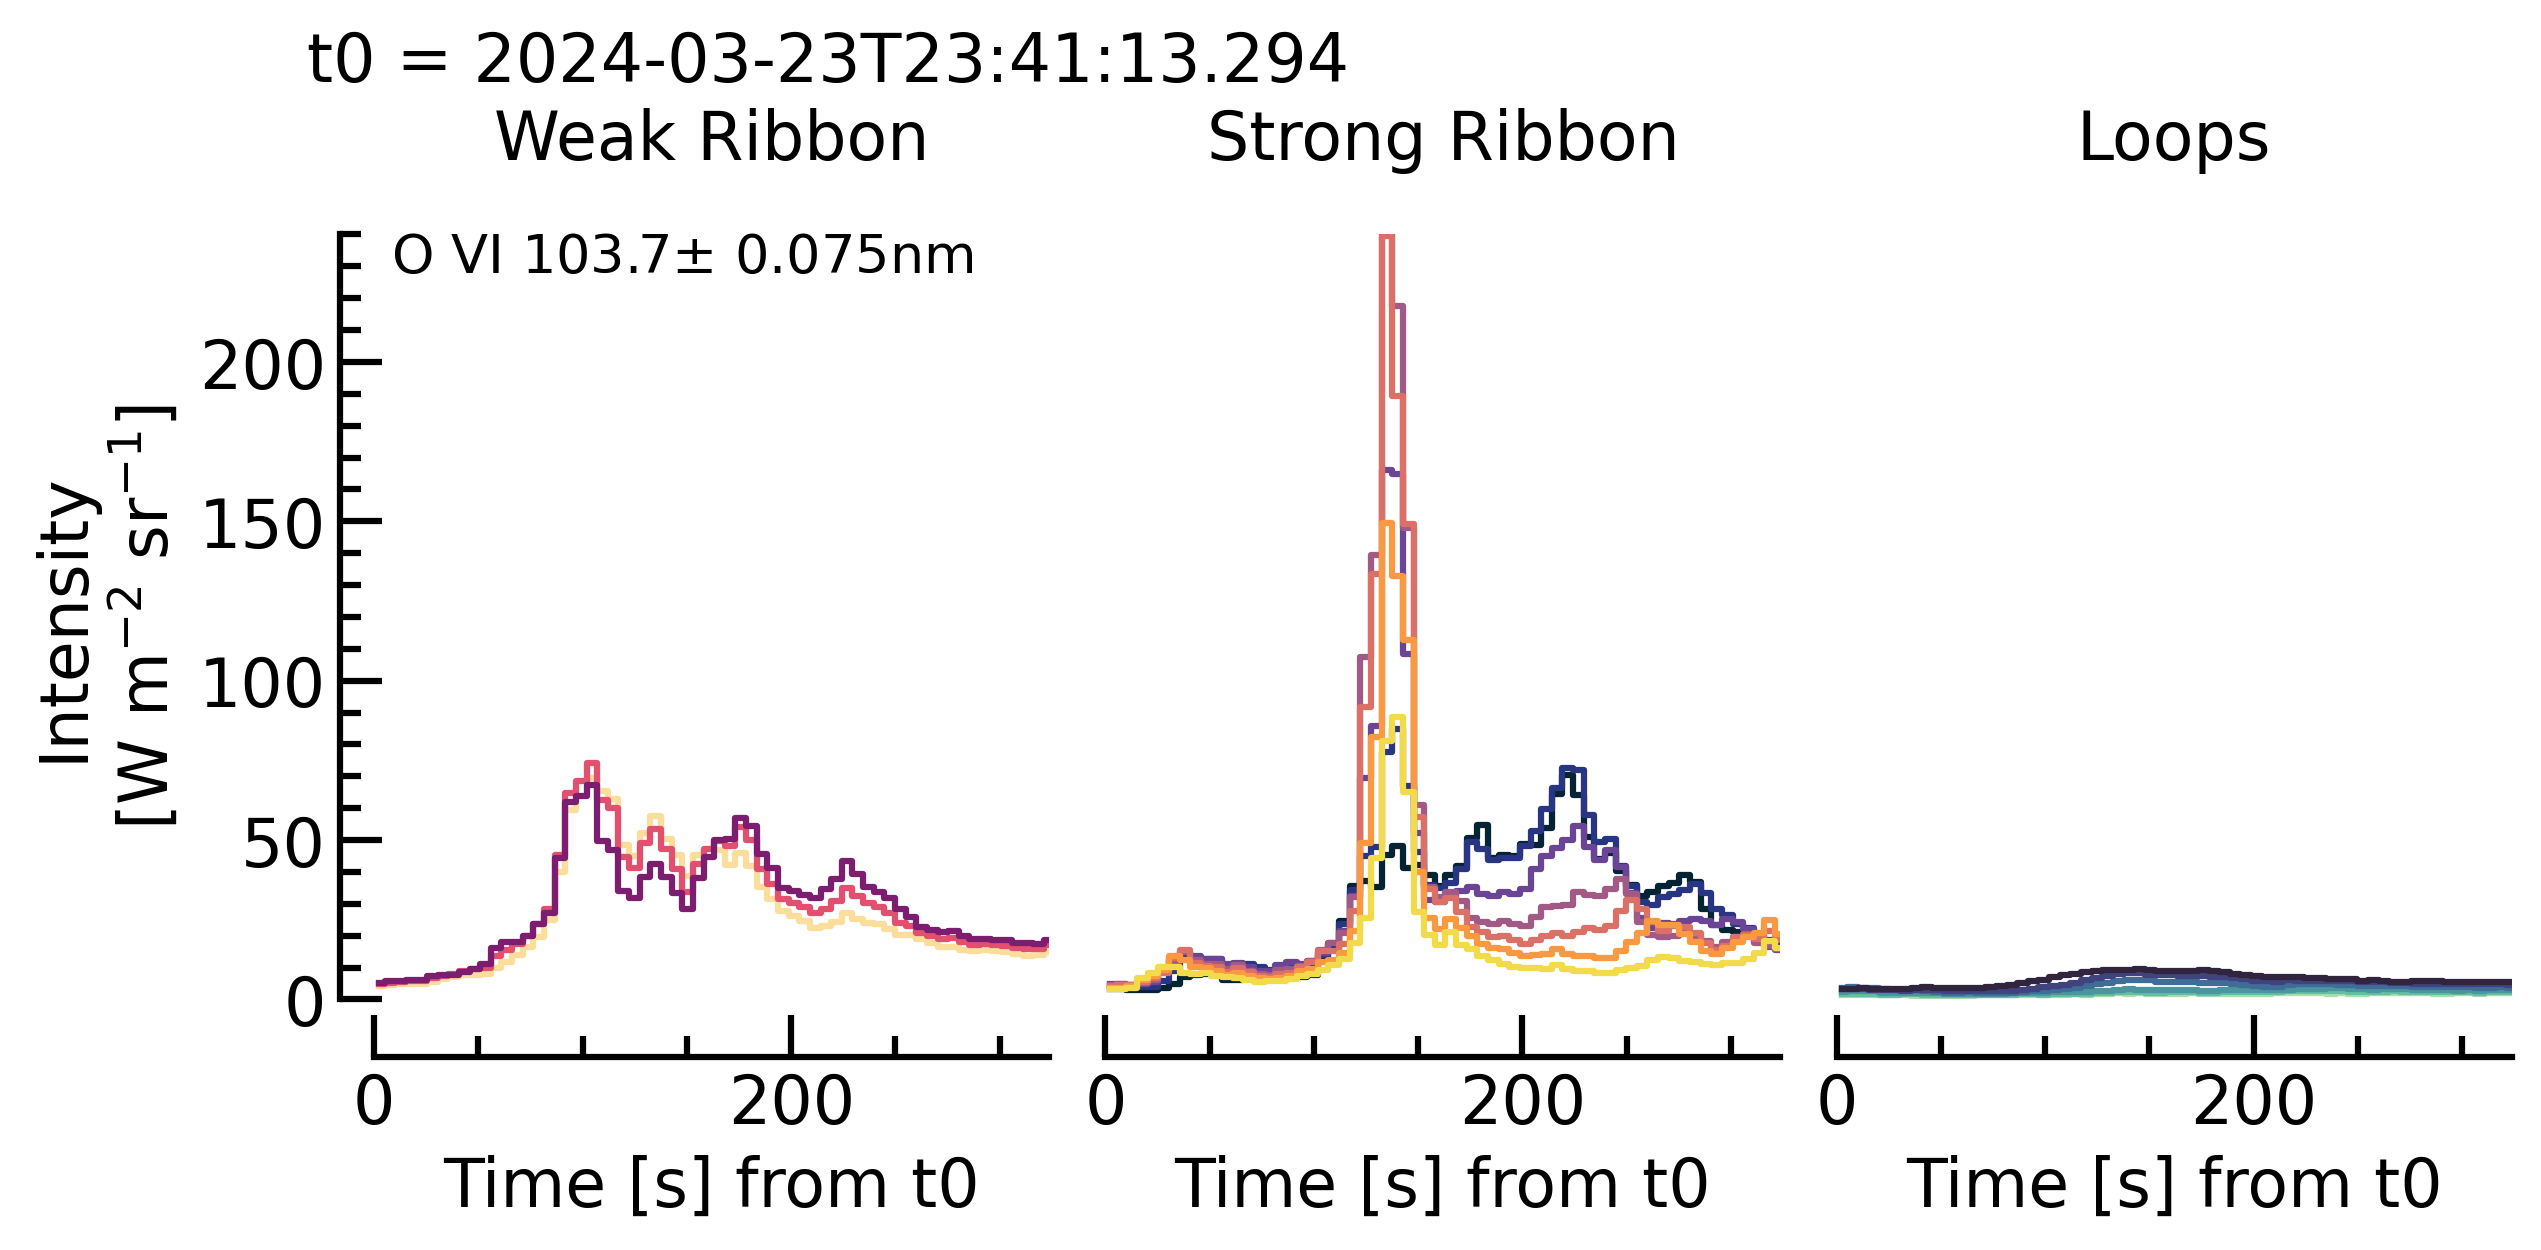 t0 = 2024-03-23T23:41:13.294
Weak Ribbon
Strong Ribbon
Loops
O VI 103.7± 0.075nm
Intensity
[W m⁻² sr⁻¹]
200
150
100
50
0
0
200
0
200
0
200
Time [s] from t0
Time [s] from t0
Time [s] from t0